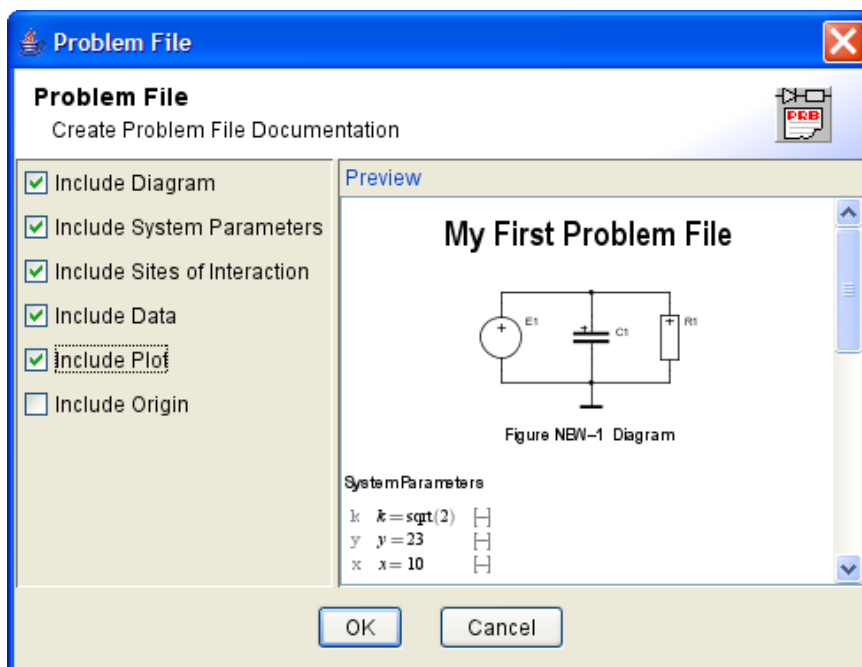 Problem File
Problem File
Create Problem File Documentation
PRB
Include Diagram
Include System Parameters
Include Sites of Interaction
Include Data
Include Plot
Include Origin
Preview
My First Problem File
E1
C1
R1
Figure NEW–1 Diagram
System Parameters
k k=sqrt(2) [–]
y y=23 [–]
x x=10 [–]
OK Cancel